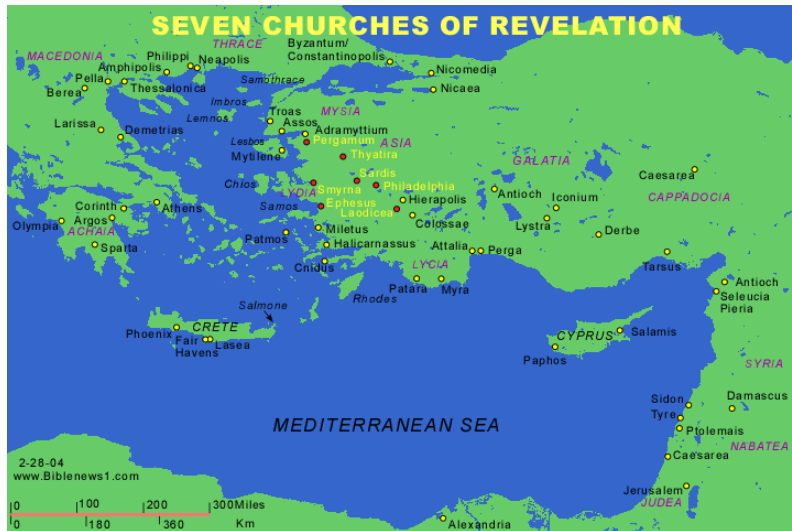 SEVEN CHURCHES OF REVELATION
MACEDONIA
THRACE
Byzantum/
Constantinopolis
Philippi
Neapolis
Amphipolis
Pella
Thessalonica
Berea
Nicomedia
Nicaea
Samothrace
Imbros
Lemnos
MYSIA
Troas
Assos
Adramyttium
Pergamum
ASIA
Larissa
Demetrias
Lesbos
Mytilene
Thyatira
GALATIA
Sardis
Philadelphia
Caesarea
CAPPADOCIA
Chios
LYDIA
Smyrna
Ephesus
Laodicea
Hierapolis
Colossae
Antioch
Iconium
Lystra
Derbe
Corinth
Argos
Athens
Olympia
ACHAIA
Sparta
Samos
Patmos
Miletus
Halicarnassus
Cnidus
Attalia
Perga
LYCIA
Patara
Myra
Tarsus
Antioch
Seleucia
Pieria
Rhodes
Salmone
CRETE
Phoenix
Fair
Havens
Lasea
CYPRUS
Salamis
Paphos
SYRIA
Sidon
Damascus
Tyre
Ptolemais
NABATEA
Caesarea
Jerusalem
JUDEA
MEDITERRANEAN SEA
2-28-04
www.Biblenews1.com
0 100 200 300Miles
0 180 360 Km
Alexandria